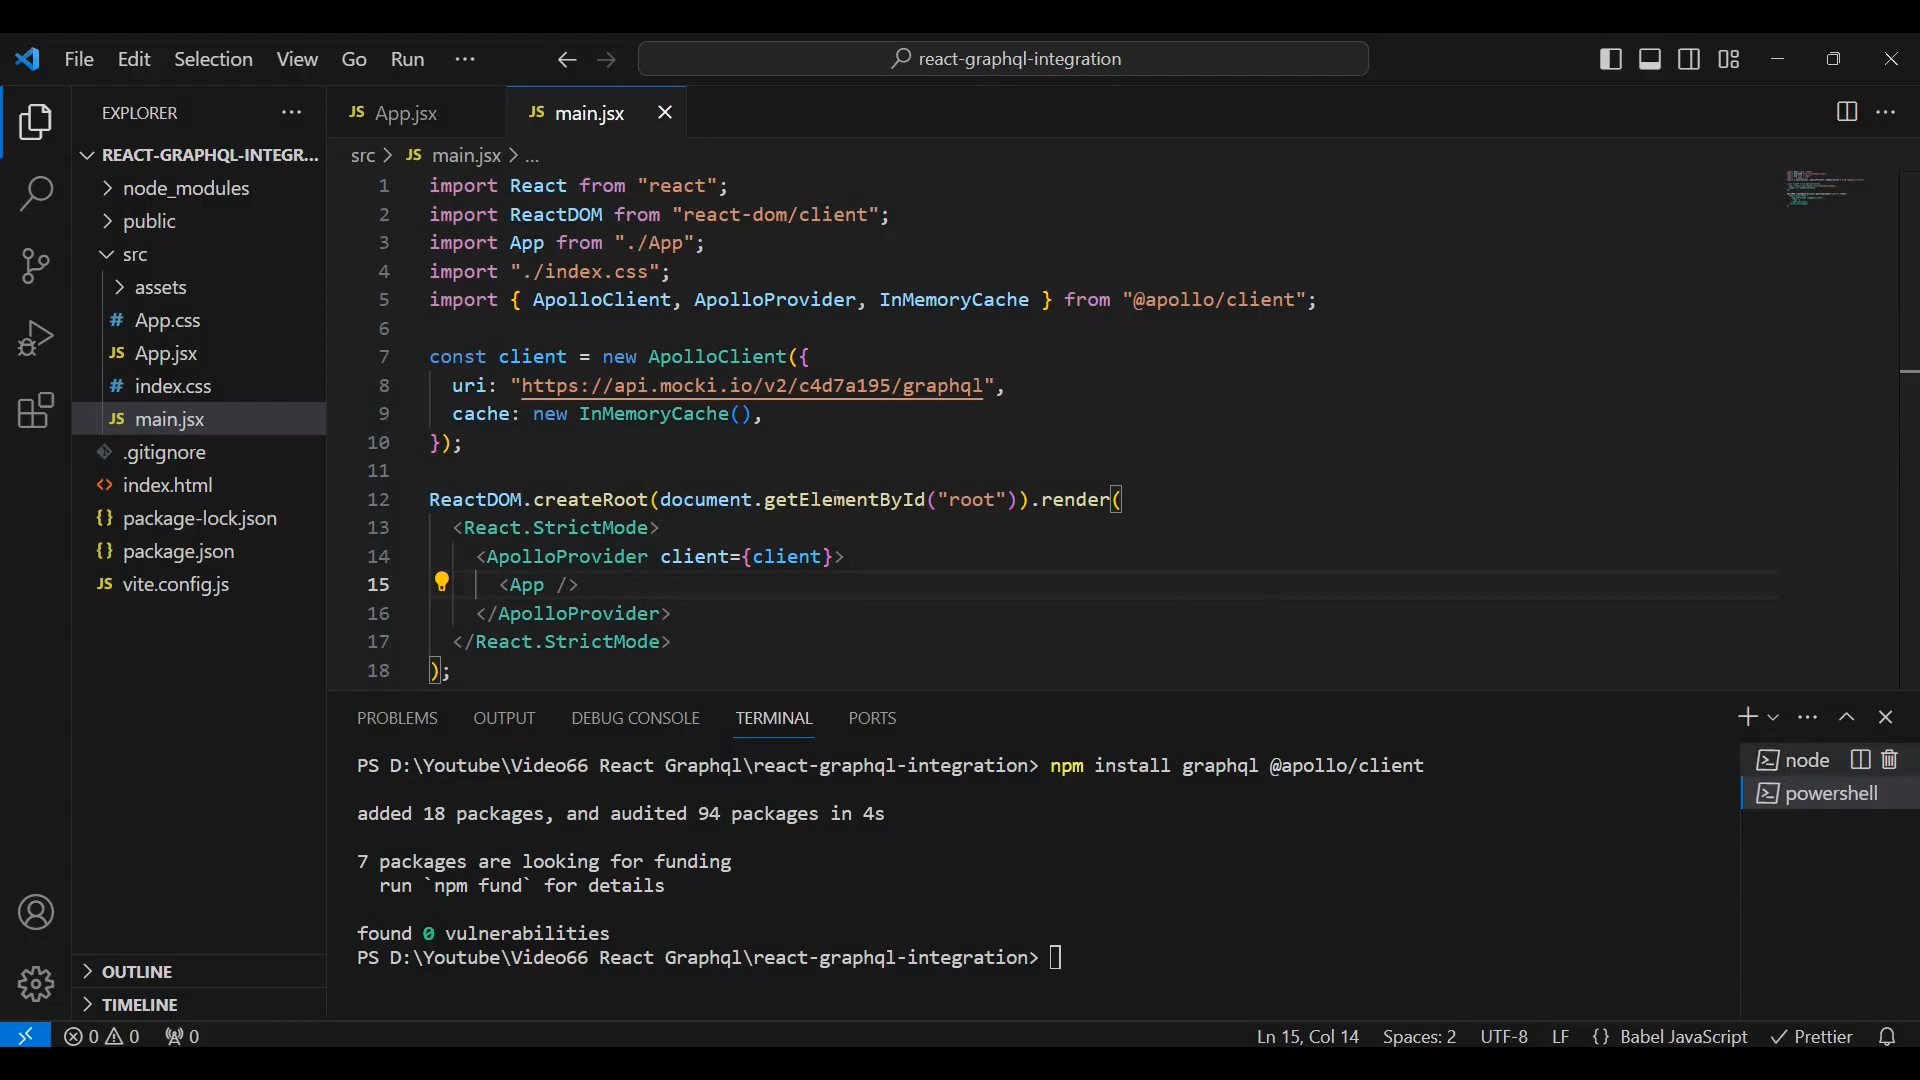 File Edit Selection View Go Run ··· react-graphql-integration
EXPLORER ···
REACT-GRAPHQL-INTEGR...
node_modules
public
src
assets
# App.css
JS App.jsx
# index.css
JS main.jsx
.gitignore
<> index.html
{} package-lock.json
{} package.json
JS vite.config.js
OUTLINE
TIMELINE
JS App.jsx JS main.jsx
src > JS main.jsx > ...
1 import React from "react";
2 import ReactDOM from "react-dom/client";
3 import App from "./App";
4 import "./index.css";
5 import { ApolloClient, ApolloProvider, InMemoryCache } from "@apollo/client";
6
7 const client = new ApolloClient({
8 uri: "https://api.mocki.io/v2/c4d7a195/graphql",
9 cache: new InMemoryCache(),
10 });
11
12 ReactDOM.createRoot(document.getElementById("root")).render(
13 <React.StrictMode>
14 <ApolloProvider client={client}>
15 <App />
16 </ApolloProvider>
17 </React.StrictMode>
18 );
PROBLEMS OUTPUT DEBUG CONSOLE TERMINAL PORTS
PS D:\Youtube\Video66 React Graphql\react-graphql-integration> npm install graphql @apollo/client
added 18 packages, and audited 94 packages in 4s
7 packages are looking for funding
run `npm fund` for details
found 0 vulnerabilities
PS D:\Youtube\Video66 React Graphql\react-graphql-integration>
node
powershell
0 0 0 Ln 15, Col 14 Spaces: 2 UTF-8 LF {} Babel JavaScript Prettier